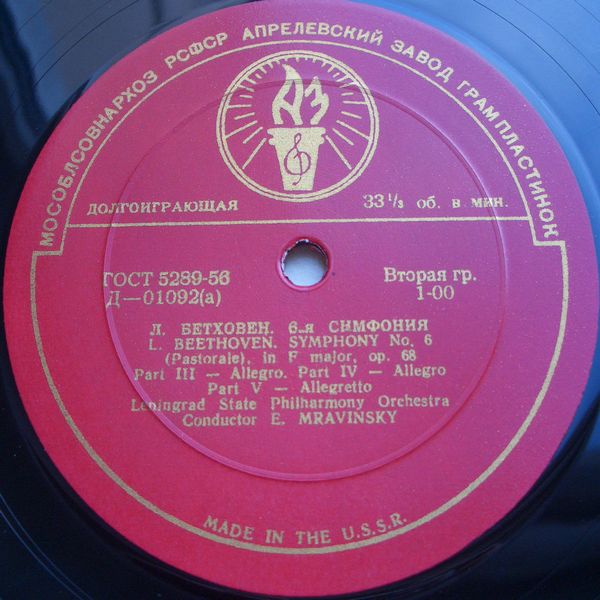 МОСОБЛСОВНАРХОЗ РСФСР АПРЕЛЕВСКИЙ ЗАВОД ГРАМПЛАСТИНОК
АЗ
ДОЛГОИГРАЮЩАЯ 33⅓ об. в мин.
ГОСТ 5289-56 Вторая гр.
Д—01092(а) 1-00
Л. БЕТХОВЕН. 6-я СИМФОНИЯ
L. BEETHOVEN. SYMPHONY No. 6
(Pastorale), in F major, op. 68
Part III — Allegro. Part IV — Allegro
Part V — Allegretto
Leningrad State Philharmony Orchestra
Conductor E. MRAVINSKY
MADE IN THE U.S.S.R.